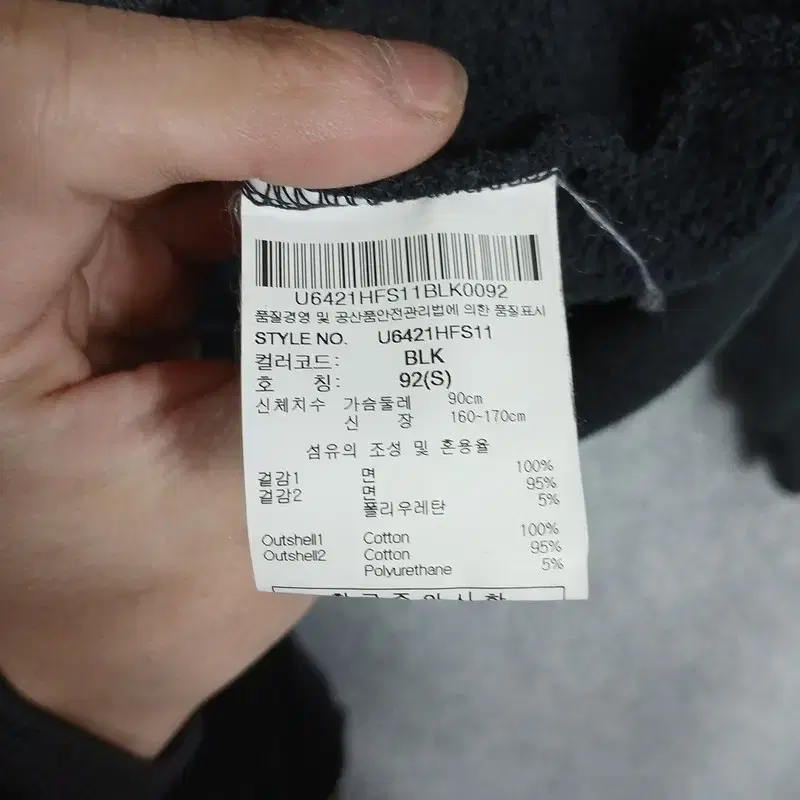 U6421HFS11BLK0092
품질경영 및 공산품안전관리법에 의한 품질표시
STYLE NO. U6421HFS11
컬러코드: BLK
호 칭: 92(S)
신체치수 가슴둘레 90cm
신 장 160~170cm
섬유의 조성 및 혼용율
겉감1 면 100%
겉감2 면 95%
폴리우레탄 5%
Outshell1 Cotton 100%
Outshell2 Cotton 95%
Polyurethane 5%